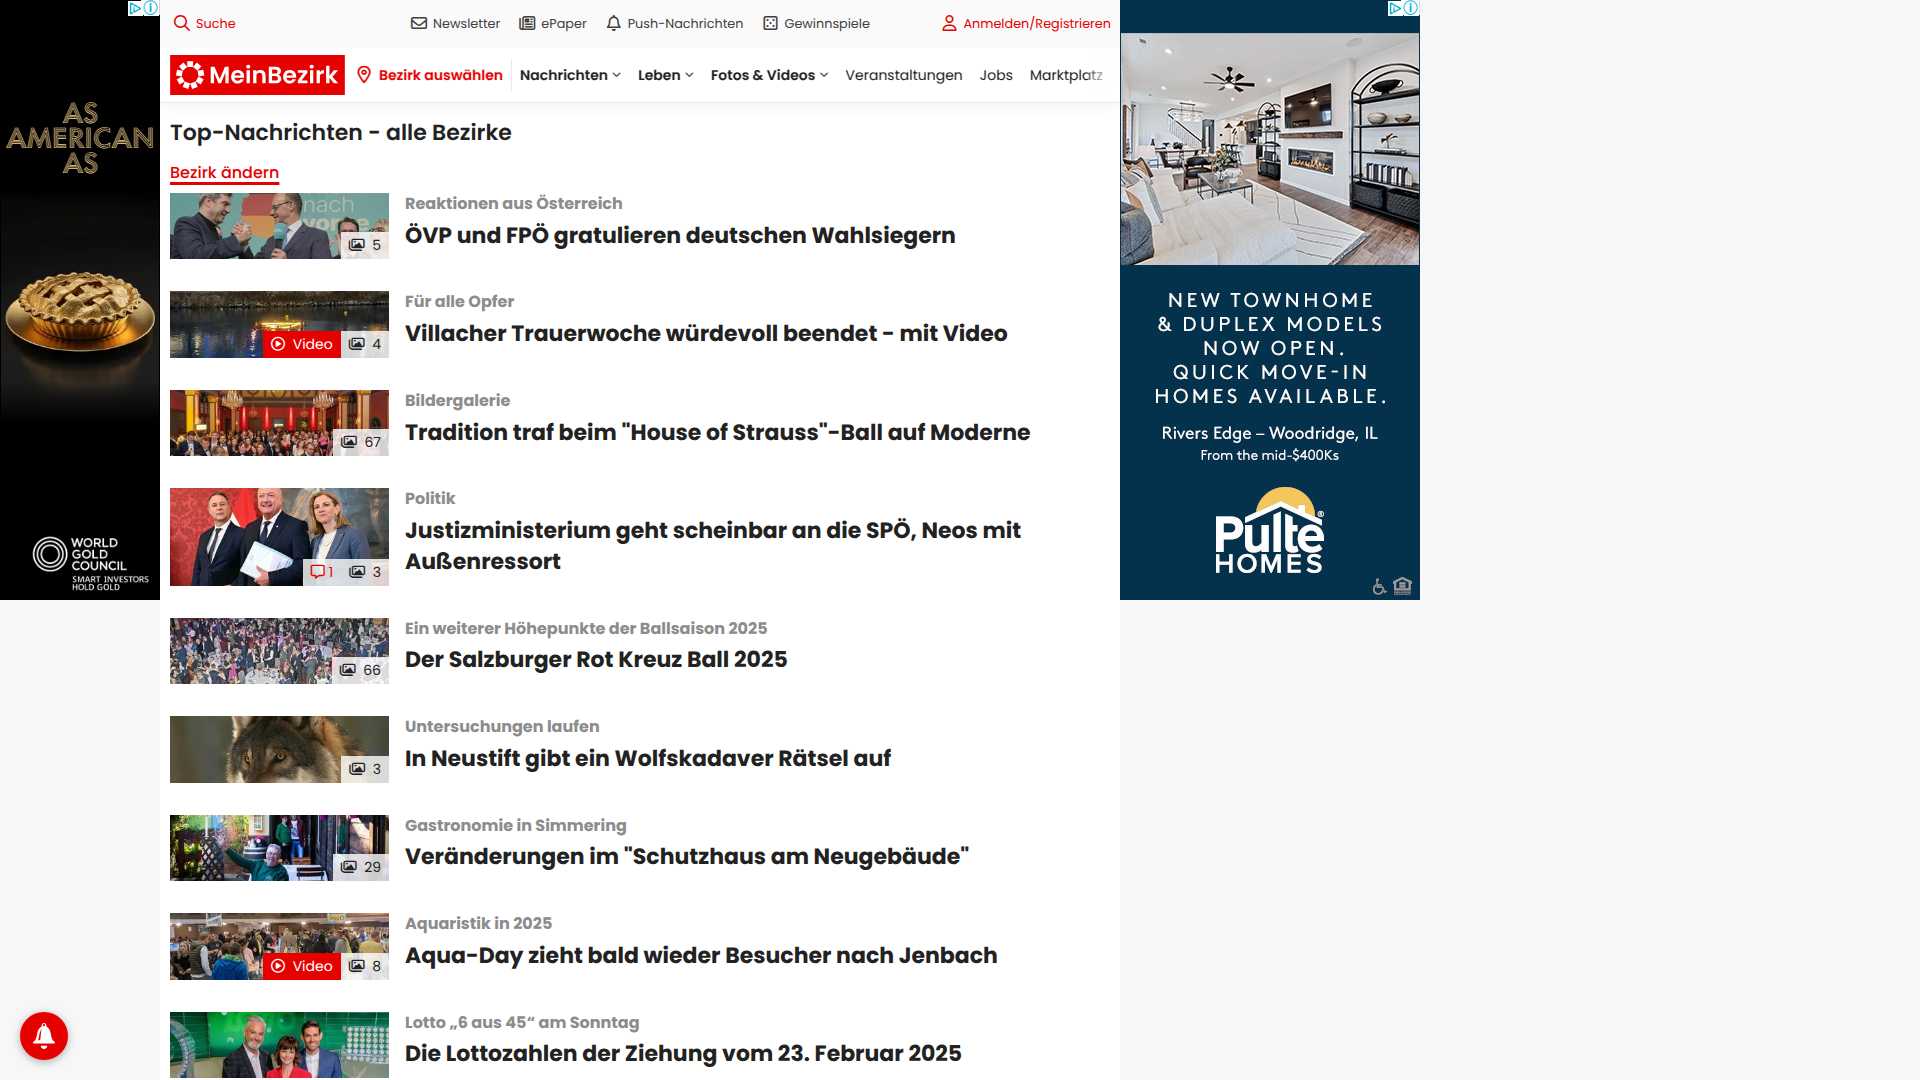 Suche
Newsletter
ePaper
Push-Nachrichten
Gewinnspiele
Anmelden/Registrieren
MeinBezirk
Bezirk auswählen
Nachrichten
Leben
Fotos & Videos
Veranstaltungen
Jobs
Marktplatz
Top-Nachrichten - alle Bezirke
Bezirk ändern
nach
5
Reaktionen aus Österreich
ÖVP und FPÖ gratulieren deutschen Wahlsiegern
Video
4
Für alle Opfer
Villacher Trauerwoche würdevoll beendet - mit Video
67
Bildergalerie
Tradition traf beim "House of Strauss"-Ball auf Moderne
1
3
Politik
Justizministerium geht scheinbar an die SPÖ, Neos mit
Außenressort
66
Ein weiterer Höhepunkte der Ballsaison 2025
Der Salzburger Rot Kreuz Ball 2025
3
Untersuchungen laufen
In Neustift gibt ein Wolfskadaver Rätsel auf
29
Gastronomie in Simmering
Veränderungen im "Schutzhaus am Neugebäude"
Video
8
Aquaristik in 2025
Aqua-Day zieht bald wieder Besucher nach Jenbach
Lotto „6 aus 45“ am Sonntag
Die Lottozahlen der Ziehung vom 23. Februar 2025
AS
AMERICAN
AS
WORLD
GOLD
COUNCIL
SMART INVESTORS
HOLD GOLD
NEW TOWNHOME
& DUPLEX MODELS
NOW OPEN.
QUICK MOVE-IN
HOMES AVAILABLE.
Rivers Edge – Woodridge, IL
From the mid-$400Ks
Pulte®
HOMES